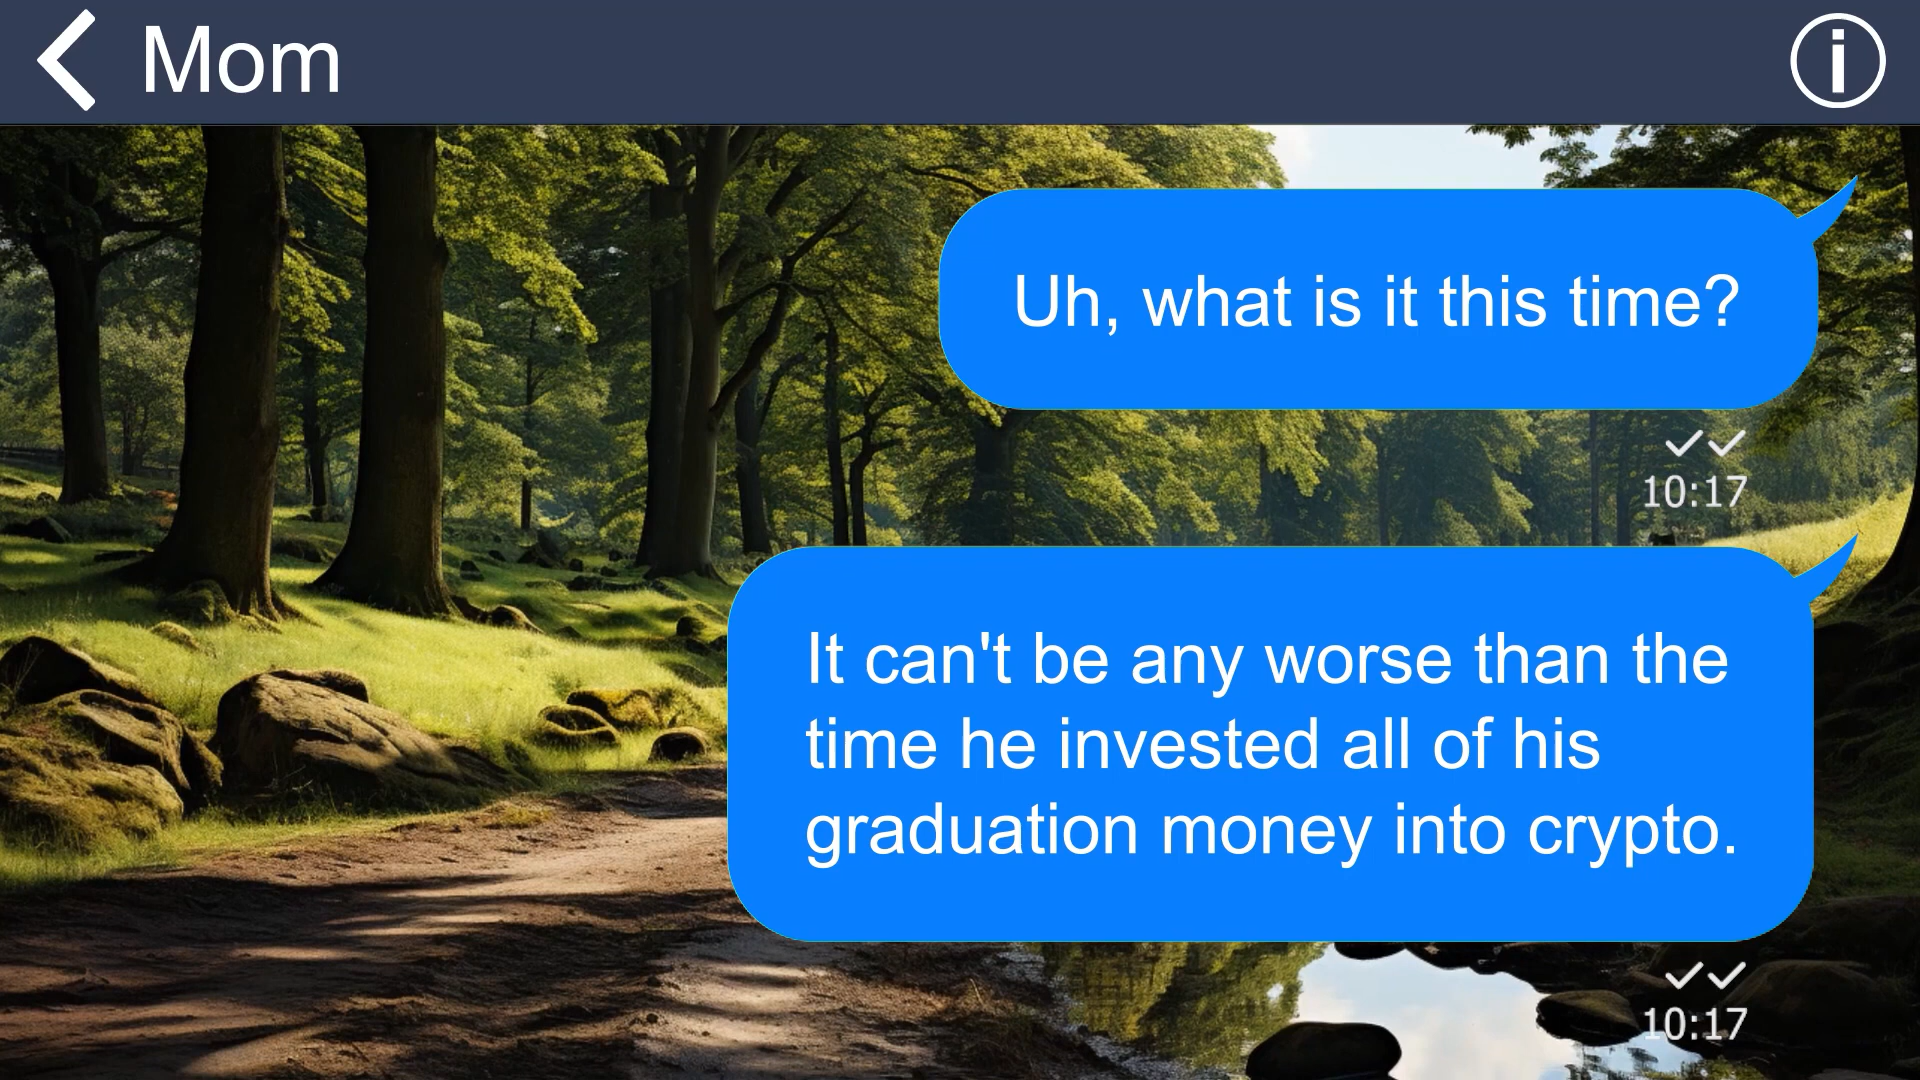 Mom
Uh, what is it this time?
10:17
It can't be any worse than the
time he invested all of his
graduation money into crypto.
10:17